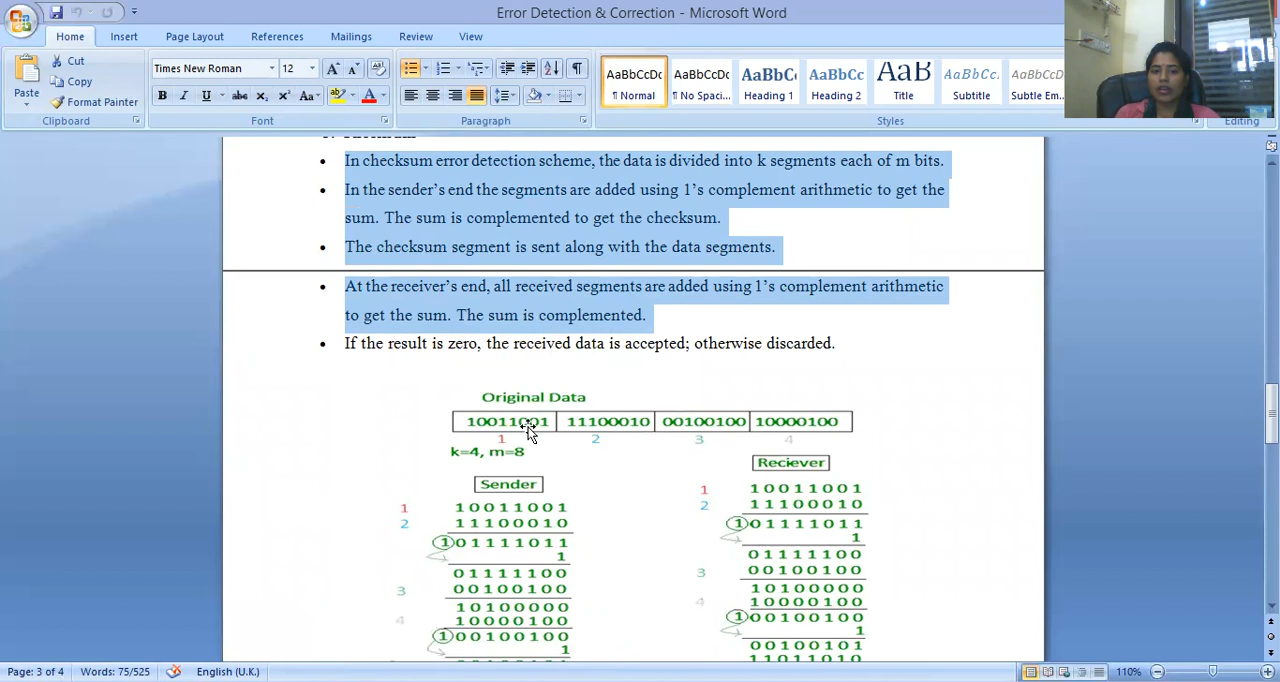 Error Detection & Correction - Microsoft Word
Home Insert Page Layout References Mailings Review View
Paste
Cut
Copy
Format Painter
Clipboard
Times New Roman 12
B I U abc X₂ X² Aa
Font
Paragraph
AaBbCcDc AaBbCcDc AaBbC AaBbCc AaB AaBbCc. AaBbCcDc
¶ Normal ¶ No Spaci... Heading 1 Heading 2 Title Subtitle Subtle Em...
Styles
Editing
• In checksum error detection scheme, the data is divided into k segments each of m bits.
• In the sender's end the segments are added using 1's complement arithmetic to get the
sum. The sum is complemented to get the checksum.
• The checksum segment is sent along with the data segments.
• At the receiver's end, all received segments are added using 1's complement arithmetic
to get the sum. The sum is complemented.
• If the result is zero, the received data is accepted; otherwise discarded.
Original Data
10011001 11100010 00100100 10000100
1 2 3 4
k=4, m=8
Sender
1 10011001
2 11100010
1 01111011
1
01111100
3 00100100
10100000
4 10000100
1 00100100
1
Reciever
1 10011001
2 11100010
1 01111011
1
01111100
3 00100100
10100000
4 10000100
1 00100100
1
00100101
11011010
Page: 3 of 4 Words: 75/525 English (U.K.) 110%